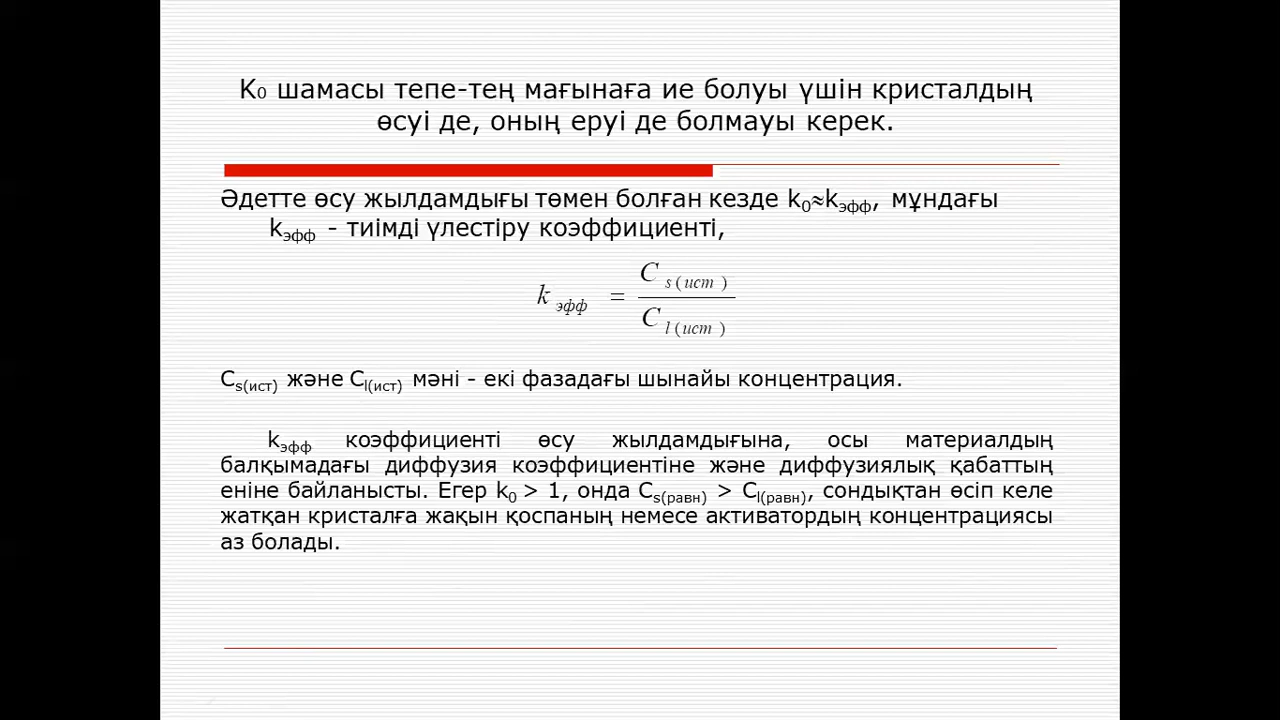 K0 шамасы тепе-тең мағынаға ие болуы үшін кристалдың
өсуі де, оның еруі де болмауы керек.
Әдетте өсу жылдамдығы төмен болған кезде k0≈kэфф, мұндағы
kэфф - тиімді үлестіру коэффициенті,
k эфф = C s ( ист ) / C l ( ист )
Cs(ист) және Cl(ист) мәні - екі фазадағы шынайы концентрация.
kэфф коэффициенті өсу жылдамдығына, осы материалдың
балқымадағы диффузия коэффициентіне және диффузиялық қабаттың
еніне байланысты. Егер k0 > 1, онда Cs(равн) > Cl(равн), сондықтан өсіп келе
жатқан кристалға жақын қоспаның немесе активатордың концентрациясы
аз болады.